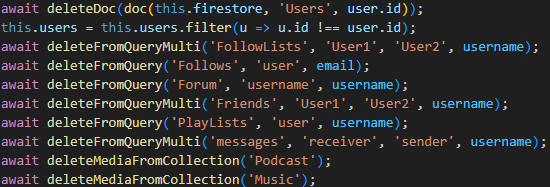 await deleteDoc(doc(this.firestore, 'Users', user.id));
this.users = this.users.filter(u => u.id !== user.id);
await deleteFromQueryMulti('FollowLists', 'User1', 'User2', username);
await deleteFromQuery('Follows', 'user', email);
await deleteFromQuery('Forum', 'username', username);
await deleteFromQueryMulti('Friends', 'User1', 'User2', username);
await deleteFromQuery('PlayLists', 'user', username);
await deleteFromQueryMulti('messages', 'receiver', 'sender', username);
await deleteMediaFromCollection('Podcast');
await deleteMediaFromCollection('Music');